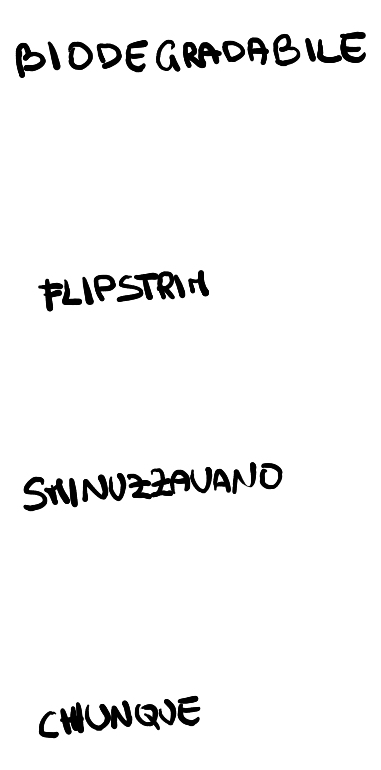 BIODEGRADABILE
FLIPSTRIM
SMINUZZAVANO
CHIUNQUE